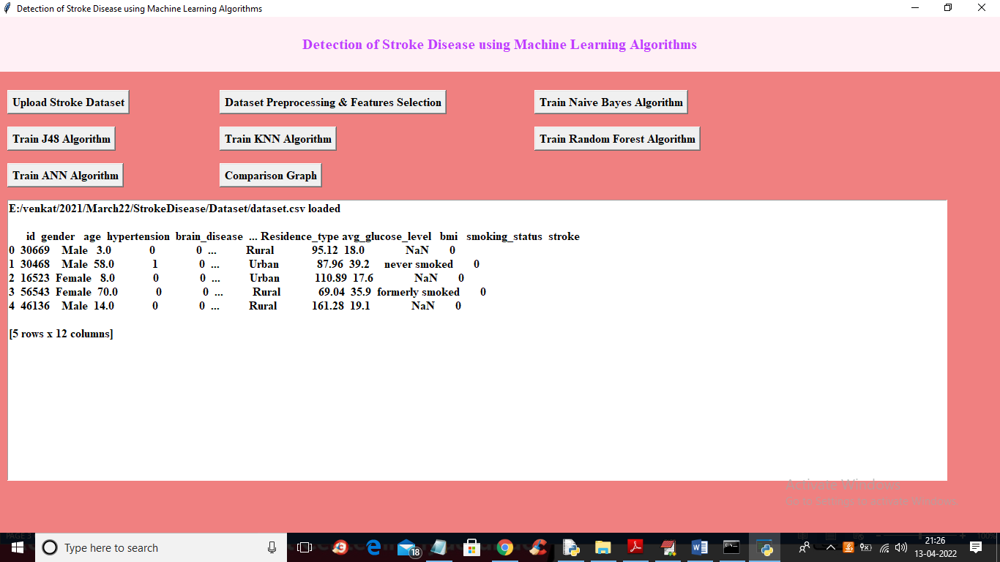 Detection of Stroke Disease using Machine Learning Algorithms
Detection of Stroke Disease using Machine Learning Algorithms
Upload Stroke Dataset
Dataset Preprocessing & Features Selection
Train Naive Bayes Algorithm
Train J48 Algorithm
Train KNN Algorithm
Train Random Forest Algorithm
Train ANN Algorithm
Comparison Graph
E:/venkat/2021/March22/StrokeDisease/Dataset/dataset.csv loaded
id gender age hypertension brain_disease ... Residence_type avg_glucose_level bmi smoking_status stroke
0 30669 Male 3.0 0 0 ... Rural 95.12 18.0 NaN 0
1 30468 Male 58.0 1 0 ... Urban 87.96 39.2 never smoked 0
2 16523 Female 8.0 0 0 ... Urban 110.89 17.6 NaN 0
3 56543 Female 70.0 0 0 ... Rural 69.04 35.9 formerly smoked 0
4 46136 Male 14.0 0 0 ... Rural 161.28 19.1 NaN 0
[5 rows x 12 columns]
Activate Windows
Go to Settings to activate Windows.
PAGE 3
100%
Type here to search
18
21:26
13-04-2022